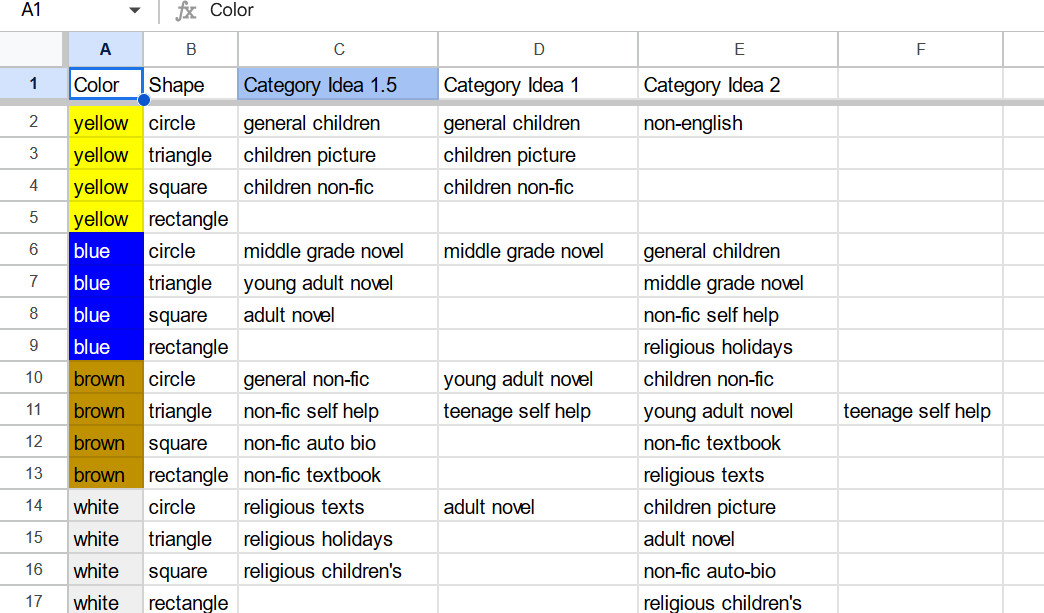 A1 fx Color
A B C D E F
1 Color Shape Category Idea 1.5 Category Idea 1 Category Idea 2
2 yellow circle general children general children non-english
3 yellow triangle children picture children picture
4 yellow square children non-fic children non-fic
5 yellow rectangle
6 blue circle middle grade novel middle grade novel general children
7 blue triangle young adult novel middle grade novel
8 blue square adult novel non-fic self help
9 blue rectangle religious holidays
10 brown circle general non-fic young adult novel children non-fic
11 brown triangle non-fic self help teenage self help young adult novel teenage self help
12 brown square non-fic auto bio non-fic textbook
13 brown rectangle non-fic textbook religious texts
14 white circle religious texts adult novel children picture
15 white triangle religious holidays adult novel
16 white square religious children's non-fic auto-bio
17 white rectangle religious children's